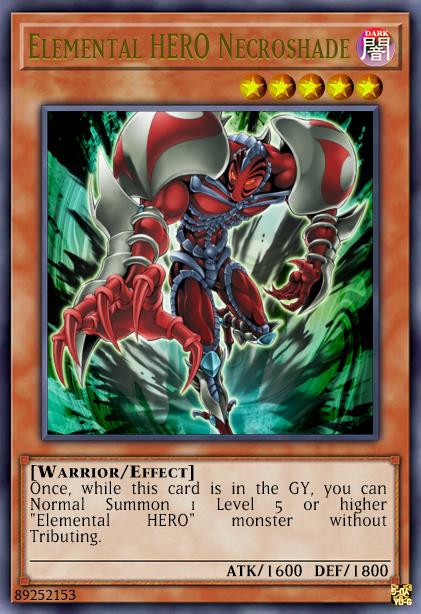 Elemental HERO Necroshade
DARK
闇
[Warrior/Effect]
Once, while this card is in the GY, you can
Normal Summon 1 Level 5 or higher
"Elemental HERO" monster without
Tributing.
ATK/1600 DEF/1800
89252153